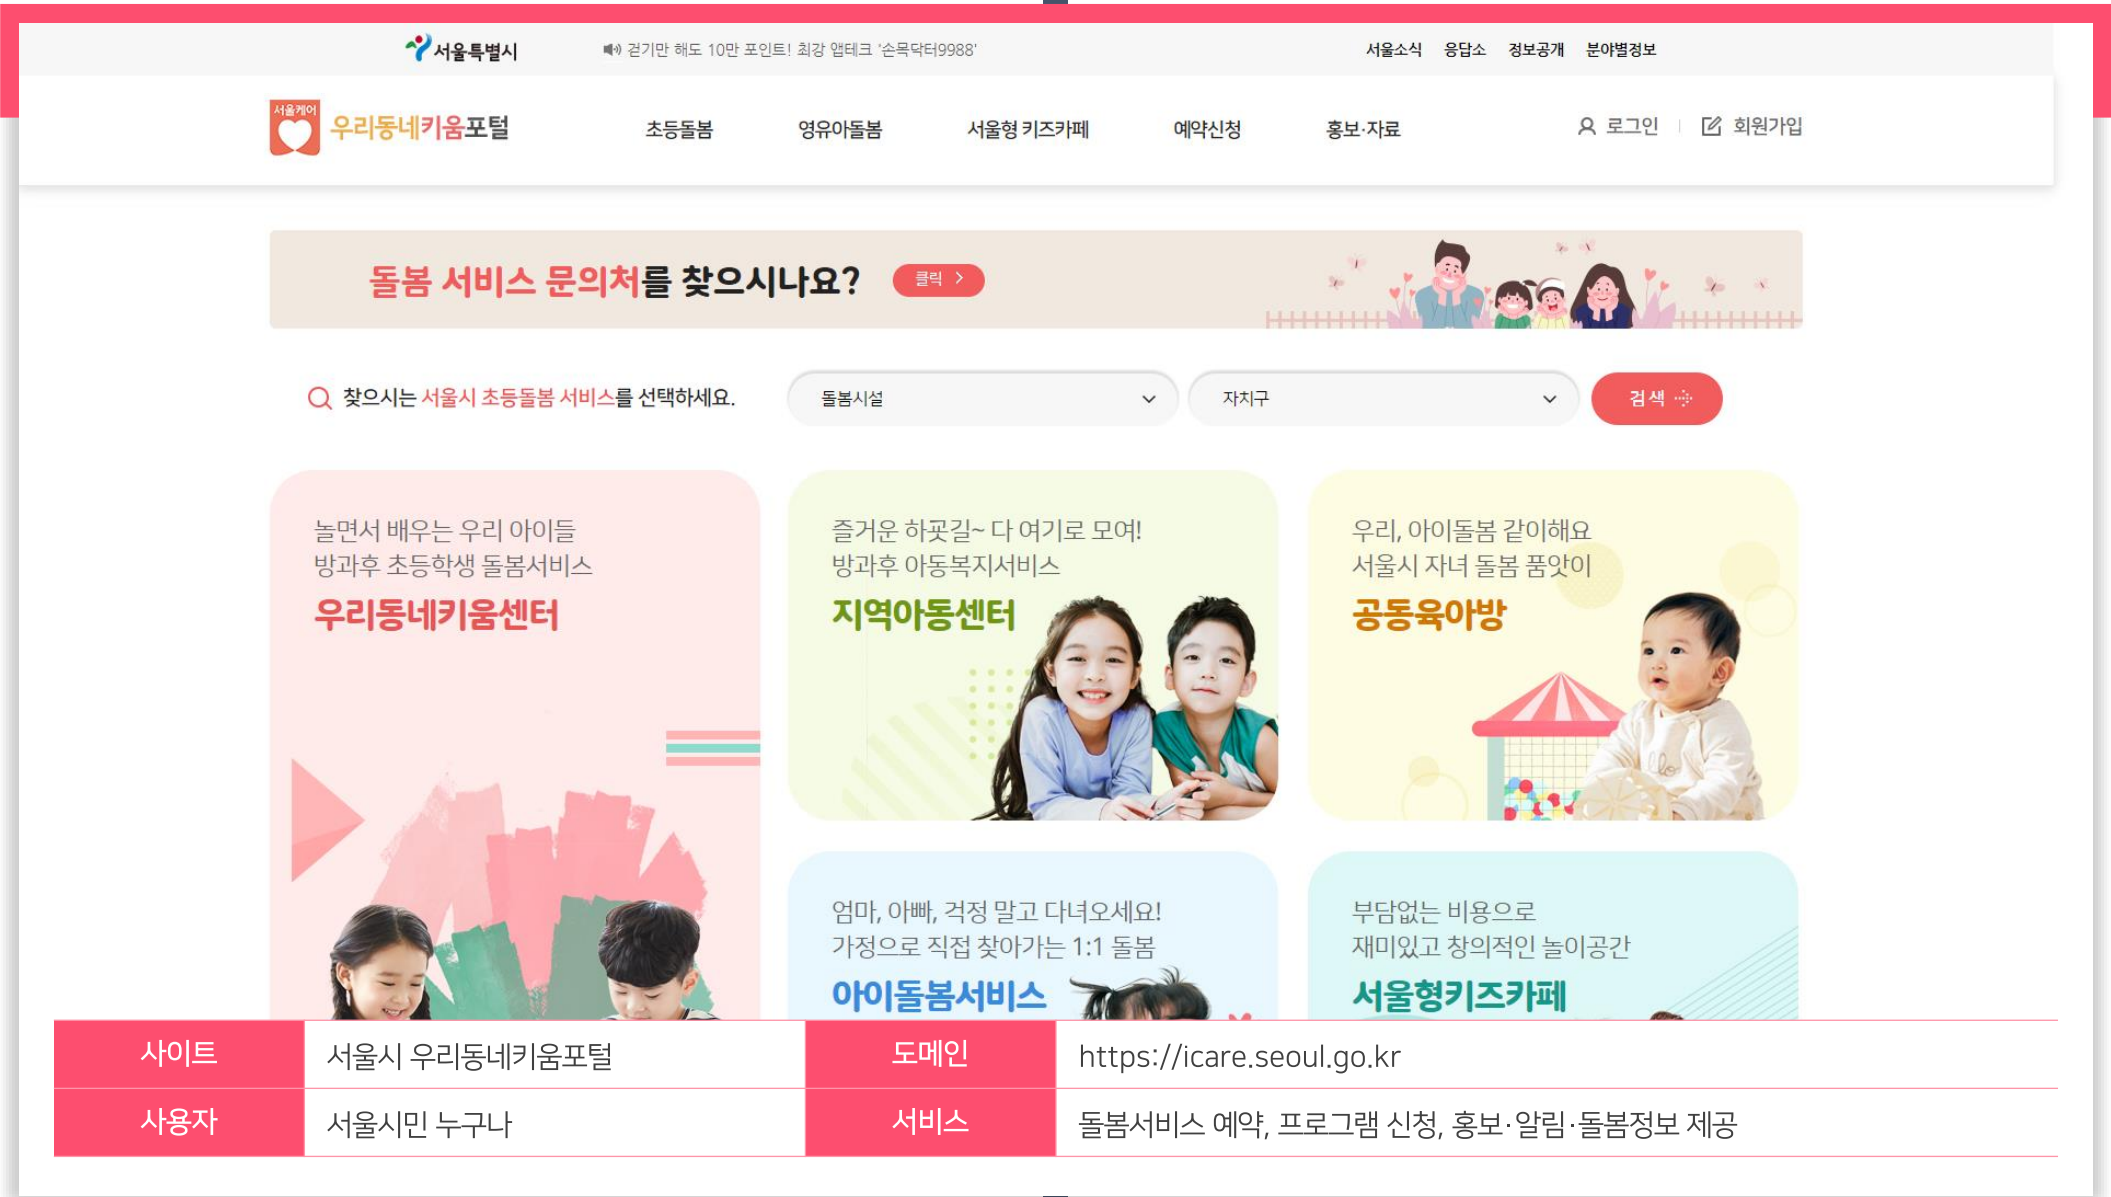 서울특별시
걷기만 해도 10만 포인트! 최강 앱테크 '손목닥터9988'
서울소식 응답소 정보공개 분야별정보
서울케어
우리동네키움포털
초등돌봄 영유아돌봄 서울형 키즈카페 예약신청 홍보·자료
로그인 회원가입
돌봄 서비스 문의처를 찾으시나요? 클릭 >
찾으시는 서울시 초등돌봄 서비스를 선택하세요. 돌봄시설 자치구 검색
놀면서 배우는 우리 아이들
방과후 초등학생 돌봄서비스
우리동네키움센터
즐거운 하굣길~ 다 여기로 모여!
방과후 아동복지서비스
지역아동센터
우리, 아이돌봄 같이해요
서울시 자녀 돌봄 품앗이
공동육아방
엄마, 아빠, 걱정 말고 다녀오세요!
가정으로 직접 찾아가는 1:1 돌봄
아이돌봄서비스
부담없는 비용으로
재미있고 창의적인 놀이공간
서울형키즈카페
사이트 서울시 우리동네키움포털 도메인 https://icare.seoul.go.kr
사용자 서울시민 누구나 서비스 돌봄서비스 예약, 프로그램 신청, 홍보·알림·돌봄정보 제공